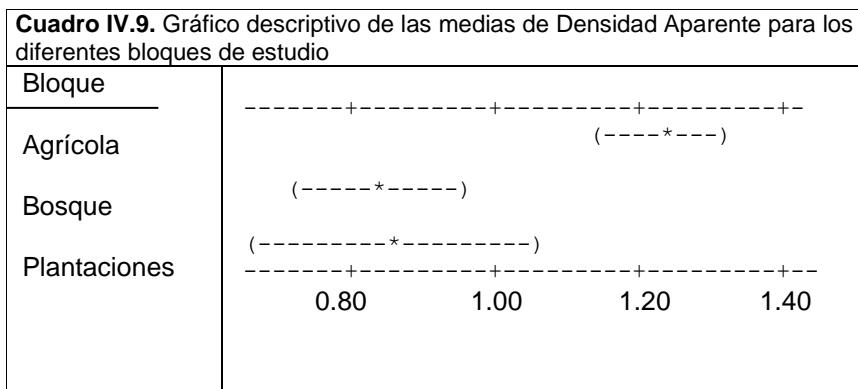 Cuadro IV.9. Gráfico descriptivo de las medias de Densidad Aparente para los
diferentes bloques de estudio
Bloque
-------+---------+---------+---------+-
Agrícola (----*---)
Bosque (-----*-----)
Plantaciones (---------*---------)
-------+---------+---------+---------+--
0.80 1.00 1.20 1.40